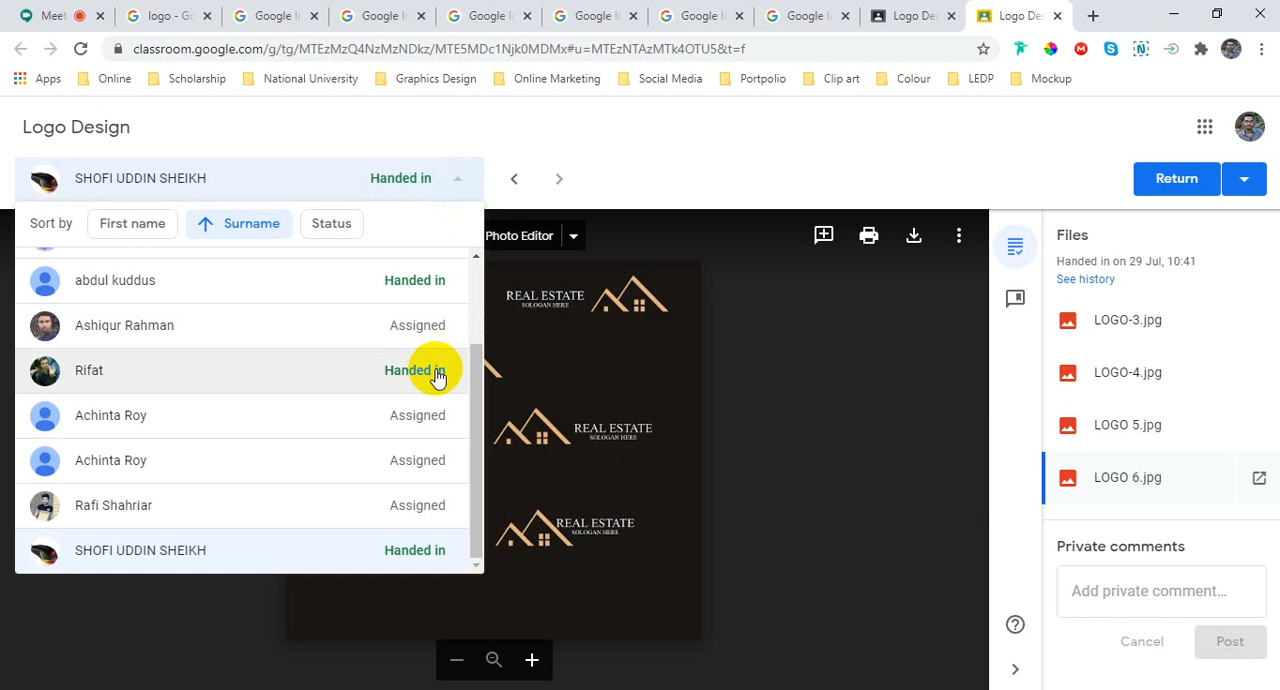 Meet
logo - Go
Google I
Google I
Google I
Google I
Google I
Google I
Logo De
Logo De
classroom.google.com/g/tg/MTEzMzQ4NzMzNDkz/MTE5MDc1Njk0MDMx#u=MTEzNTAzMTk4OTU5&t=f
Apps
Online
Scholarship
National University
Graphics Design
Online Marketing
Social Media
Portpolio
Clip art
Colour
LEDP
Mockup
Logo Design
SHOFI UDDIN SHEIKH Handed in
Return
Sort by First name Surname Status
Photo Editor
Files
Handed in on 29 Jul, 10:41
See history
abdul kuddus Handed in
Ashiqur Rahman Assigned
Rifat Handed in
Achinta Roy Assigned
Achinta Roy Assigned
Rafi Shahriar Assigned
SHOFI UDDIN SHEIKH Handed in
REAL ESTATE
SOLOGAN HERE
REAL ESTATE
SOLOGAN HERE
REAL ESTATE
SOLOGAN HERE
LOGO-3.jpg
LOGO-4.jpg
LOGO 5.jpg
LOGO 6.jpg
Private comments
Add private comment…
Cancel
Post